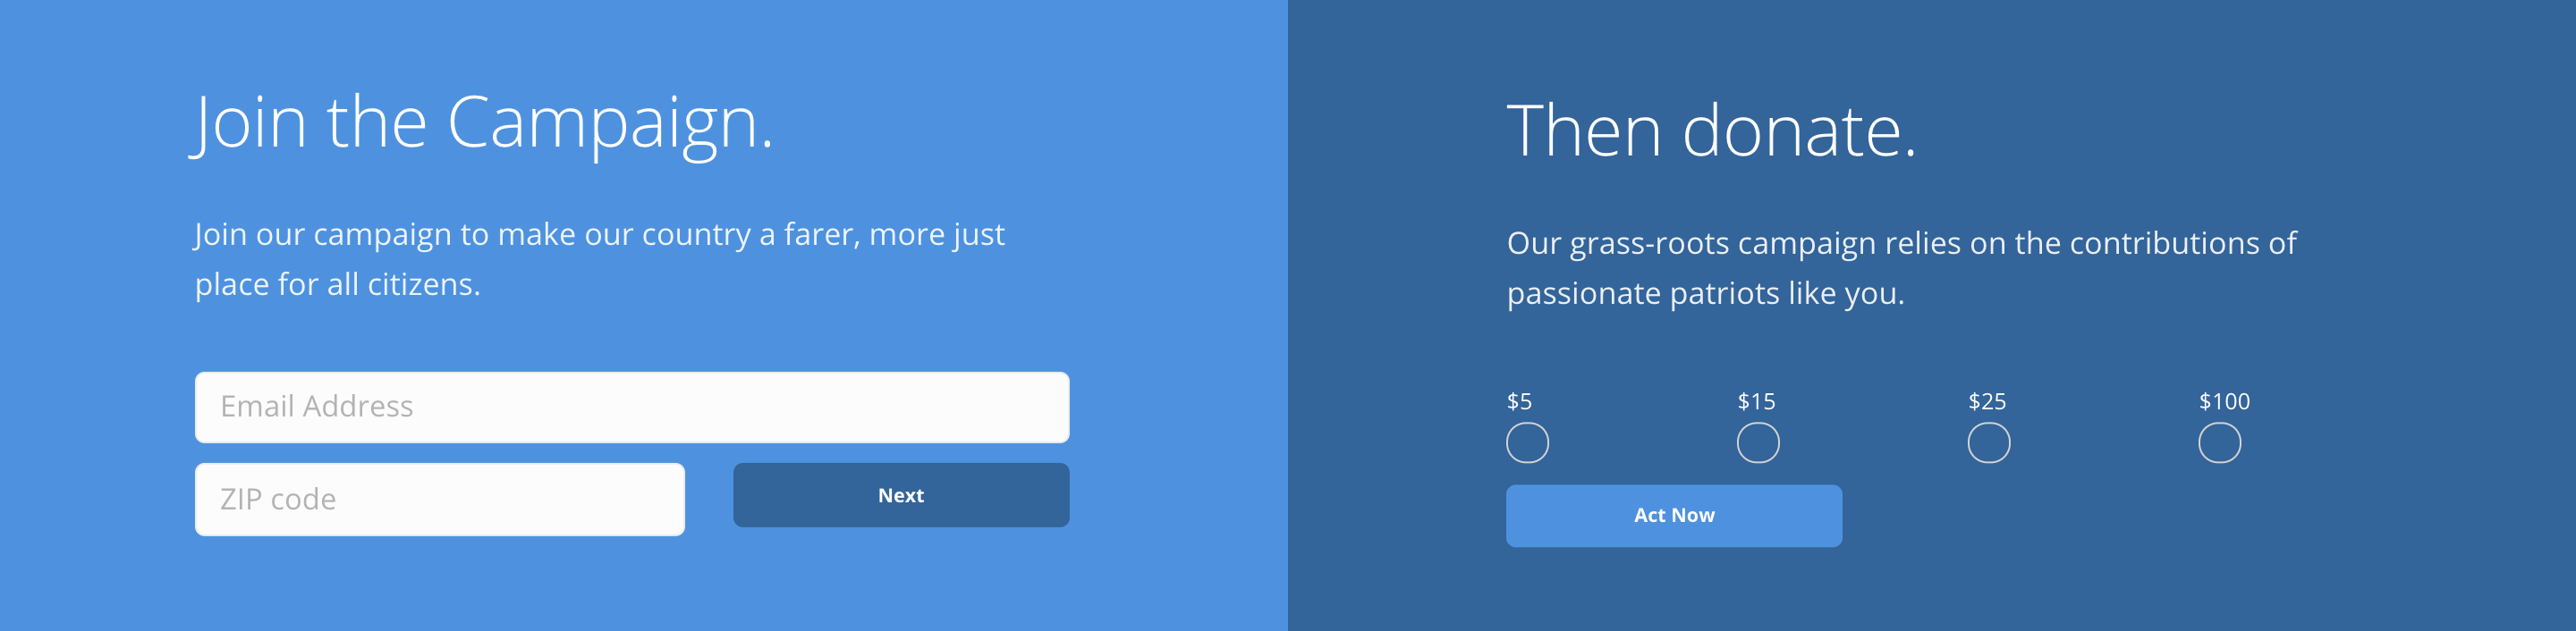 Join the Campaign.
Join our campaign to make our country a farer, more just
place for all citizens.
Email Address
ZIP code
Next
Then donate.
Our grass-roots campaign relies on the contributions of
passionate patriots like you.
$5 $15 $25 $100
Act Now